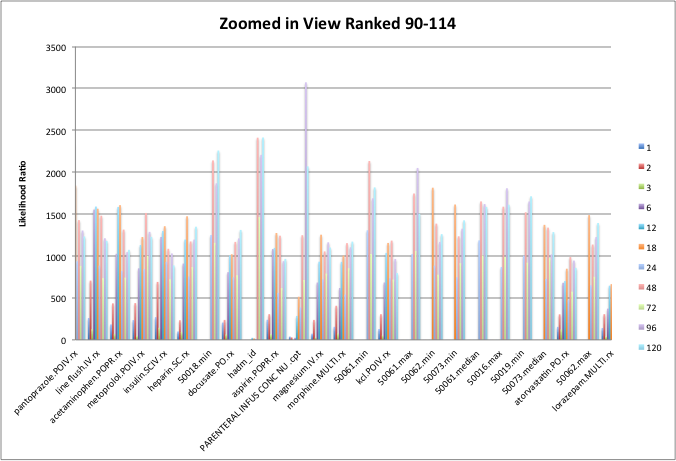 Zoomed in View Ranked 90-114
Likelihood Ratio
3500
3000
2500
2000
1500
1000
500
0
pantoprazole.POIV.rx
line flush.IV.rx
acetaminophen.POPR.rx
metoprolol.POIV.rx
insulin.SCIV.rx
heparin.SC.rx
50018.min
docusate.PO.rx
hadm_id
aspirin.POPR.rx
PARENTERAL INFUS CONC NU .cpt
magnesium.IV.rx
morphine.MULTI.rx
50061.min
kcl.POIV.rx
50061.max
50062.min
50073.min
50061.median
50016.max
50019.min
50073.median
atorvastatin.PO.rx
50062.max
lorazepam.MULTI.rx
1
2
3
6
12
18
24
48
72
96
120